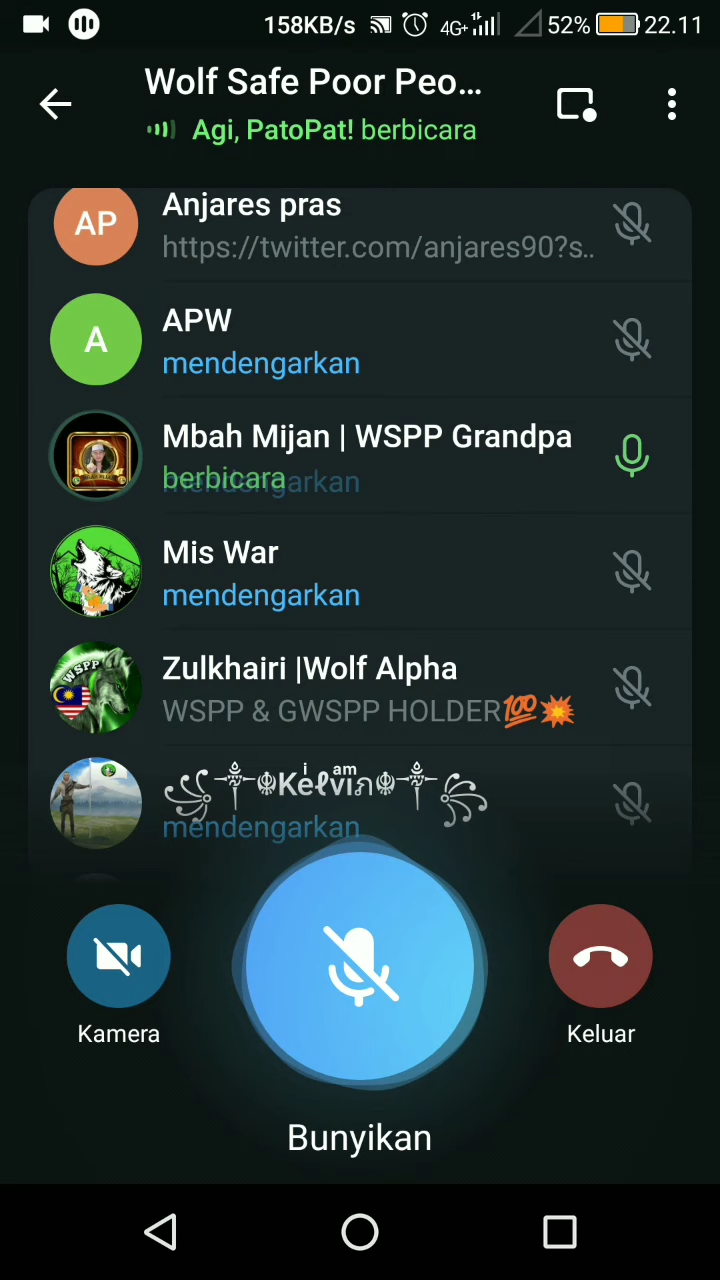 158KB/s 4G+ 52% 22.11
Wolf Safe Poor Peo...
Agi, PatoPat! berbicara
AP
Anjares pras
https://twitter.com/anjares90?s..
A
APW
mendengarkan
Mbah Mijan | WSPP Grandpa
berbicara
mendengarkan
Mis War
mendengarkan
WSPP
Zulkhairi |Wolf Alpha
WSPP & GWSPP HOLDER💯💥
mendengarkan
Kamera
Keluar
Bunyikan